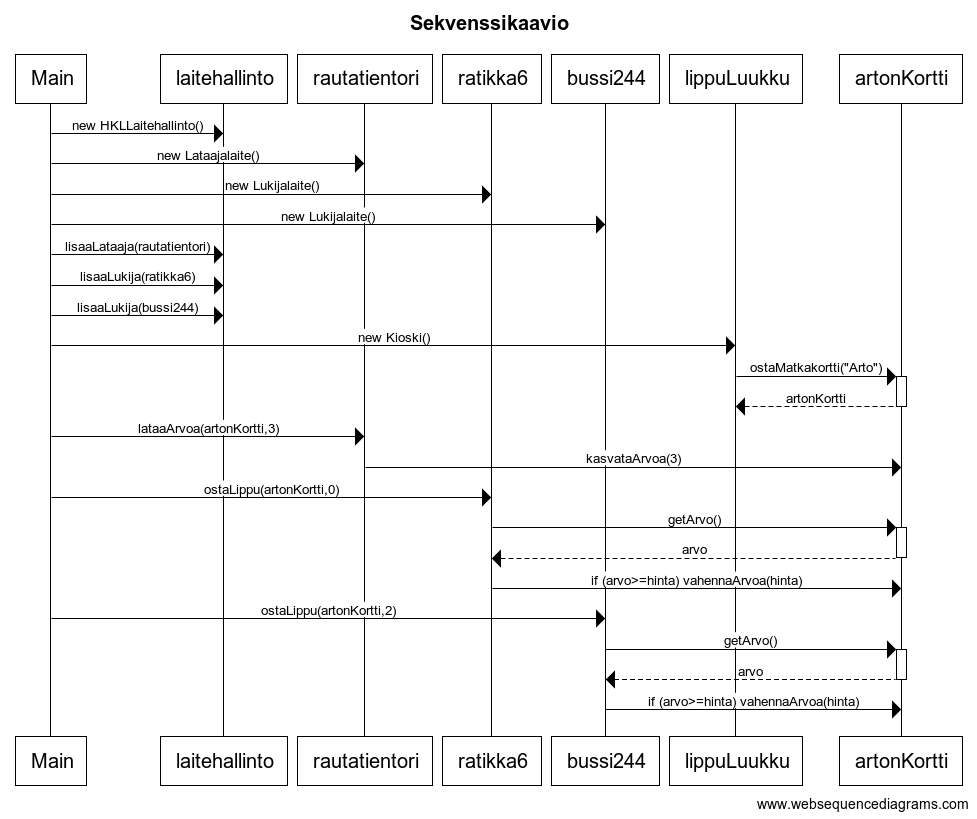 Sekvenssikaavio
Main laitehallinto rautatientori ratikka6 bussi244 lippuLuukku artonKortti
new HKLLaitehallinto()
new Lataajalaite()
new Lukijalaite()
new Lukijalaite()
lisaaLataaja(rautatientori)
lisaaLukija(ratikka6)
lisaaLukija(bussi244)
new Kioski()
ostaMatkakortti("Arto")
artonKortti
lataaArvoa(artonKortti,3)
kasvataArvoa(3)
ostaLippu(artonKortti,0)
getArvo()
arvo
if (arvo>=hinta) vahennaArvoa(hinta)
ostaLippu(artonKortti,2)
getArvo()
arvo
if (arvo>=hinta) vahennaArvoa(hinta)
Main laitehallinto rautatientori ratikka6 bussi244 lippuLuukku artonKortti
www.websequencediagrams.com